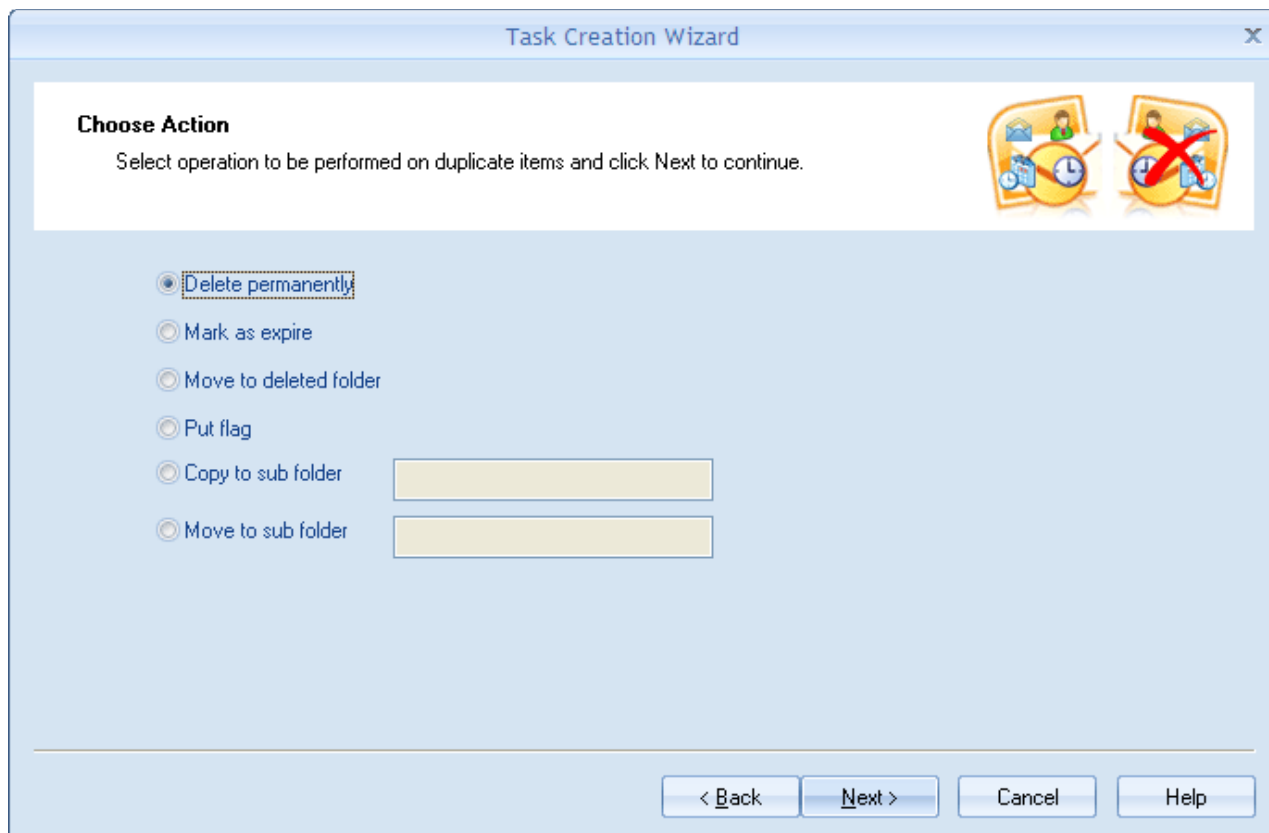 Task Creation Wizard
Choose Action
Select operation to be performed on duplicate items and click Next to continue.
Delete permanently
Mark as expire
Move to deleted folder
Put flag
Copy to sub folder
Move to sub folder
< Back Next > Cancel Help